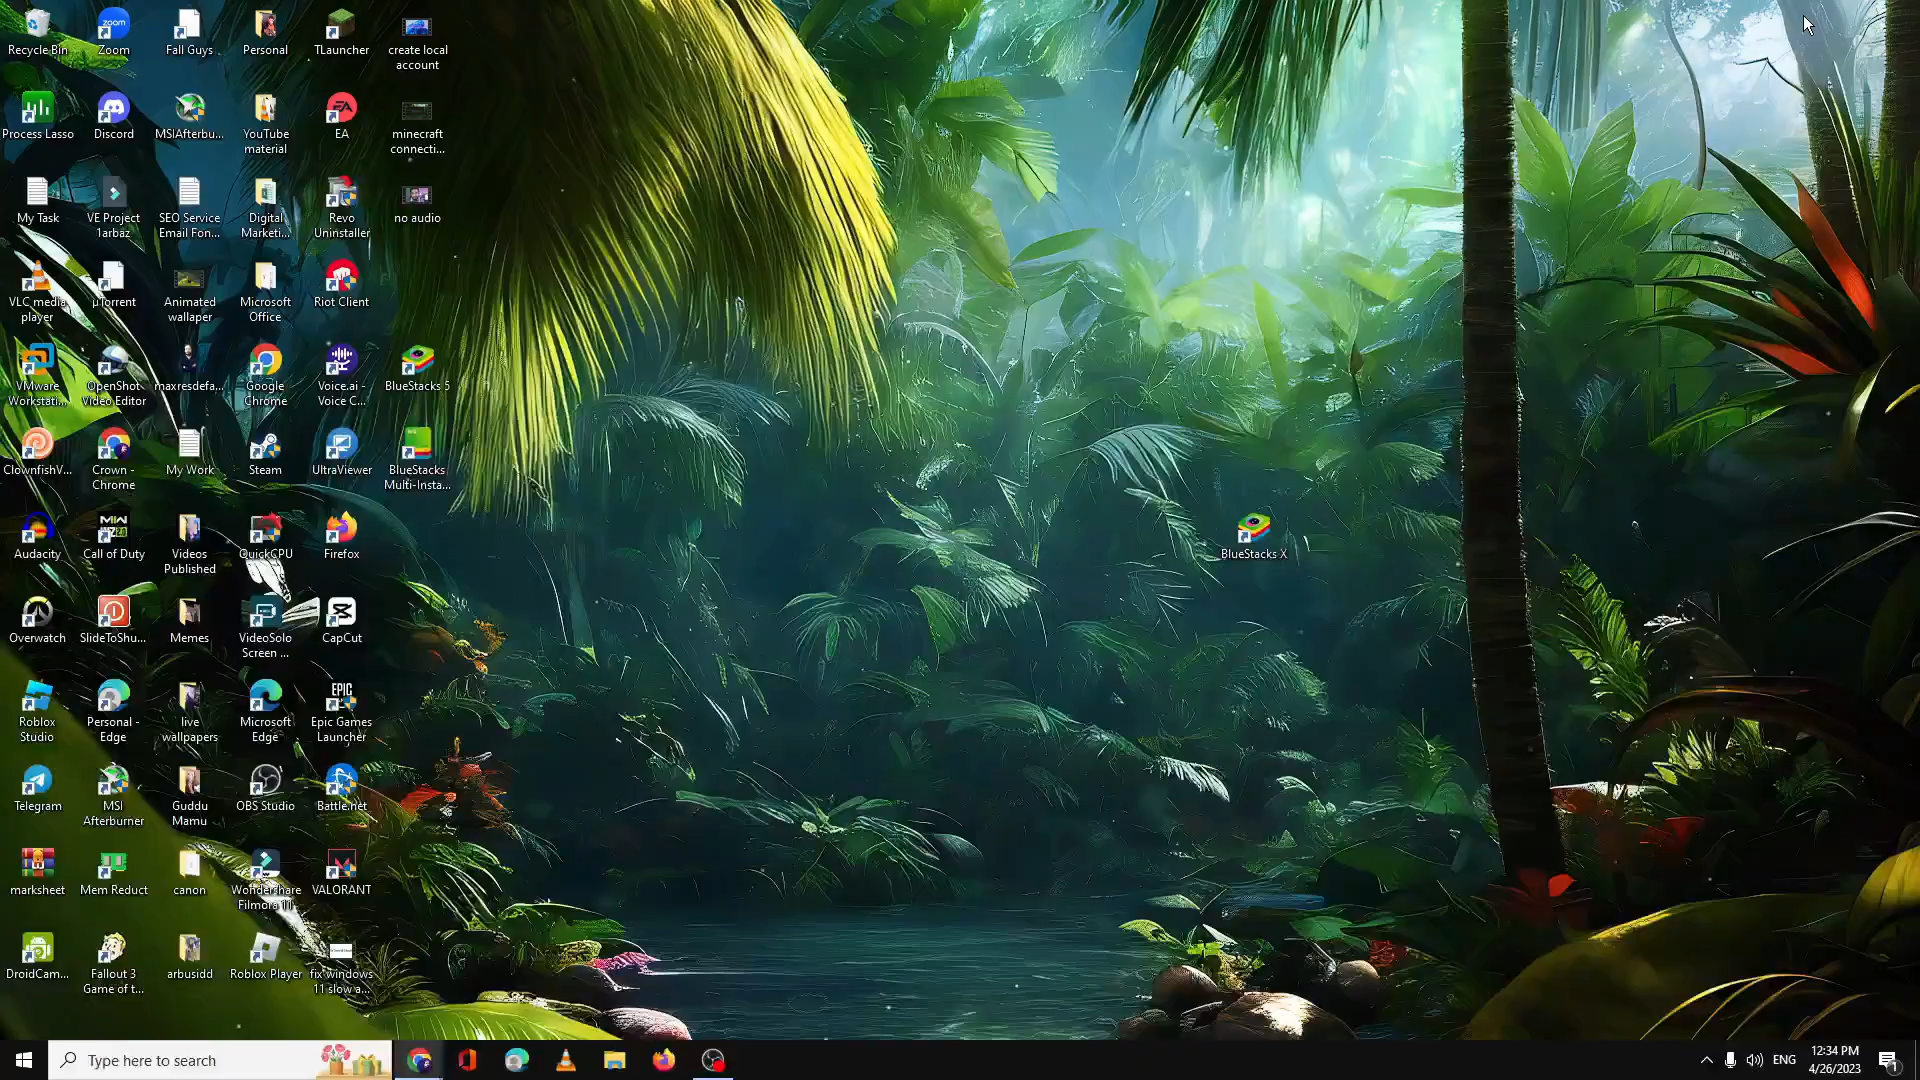 Recycle Bin
Zoom
zoom
Fall Guys
Personal
TLauncher
create local
account
Process Lasso
Discord
MSIAfterbu...
YouTube
material
EA
EA
minecraft
connecti...
My Task
VE Project
1arbaz
SEO Service
Email Fon...
Digital
Marketi...
Revo
Uninstaller
no audio
VLC media
player
µTorrent
Animated
wallaper
Microsoft
Office
Riot Client
VMware
Workstati...
OpenShot
Video Editor
maxresdefa...
Google
Chrome
Voice.ai -
Voice C...
BlueStacks 5
ClownfishV...
Crown -
Chrome
My Work
Steam
UltraViewer
BlueStacks
Multi-Insta...
Audacity
Call of Duty
Videos
Published
QuickCPU
Firefox
BlueStacks X
Overwatch
SlideToShu...
Memes
VideoSolo
Screen ...
CapCut
Roblox
Studio
Personal -
Edge
live
wallpapers
Microsoft
Edge
EPIC
Epic Games
Launcher
Telegram
MSI
Afterburner
Guddu
Mamu
OBS Studio
Battle.net
marksheet
Mem Reduct
canon
Wondershare
Filmora 11
VALORANT
DroidCam...
Fallout 3
Game of t...
arbusidd
Roblox Player
fix windows
11 slow a...
Type here to search
ENG
12:34 PM
4/26/2023
1